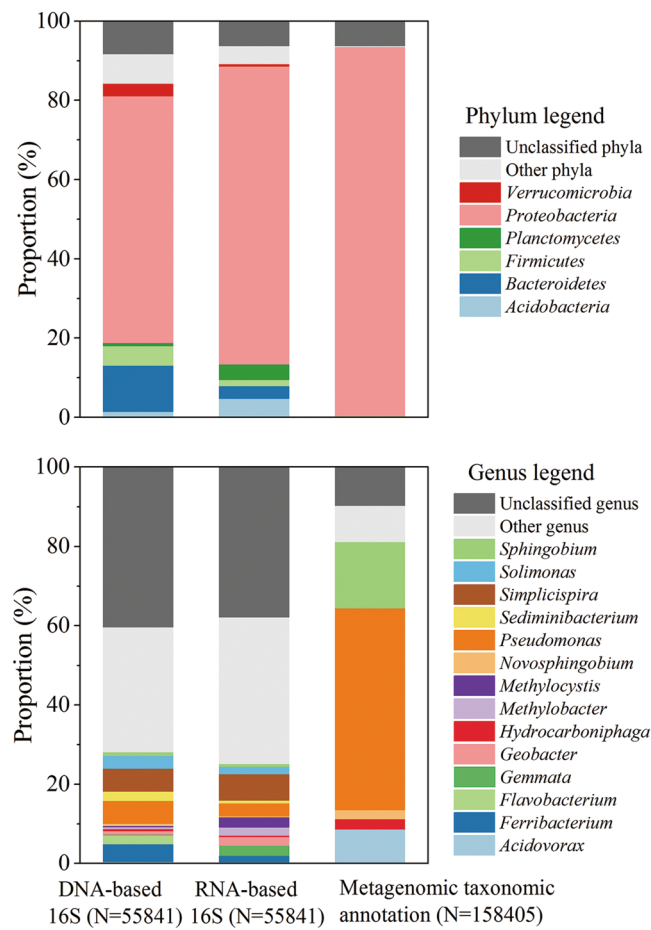 100
80
60
40
20
0
Proportion (%)
Phylum legend
Unclassified phyla
Other phyla
Verrucomicrobia
Proteobacteria
Planctomycetes
Firmicutes
Bacteroidetes
Acidobacteria
100
80
60
40
20
0
Proportion (%)
Genus legend
Unclassified genus
Other genus
Sphingobium
Solimonas
Simplicispira
Sediminibacterium
Pseudomonas
Novosphingobium
Methylocystis
Methylobacter
Hydrocarboniphaga
Geobacter
Gemmata
Flavobacterium
Ferribacterium
Acidovorax
DNA-based
16S (N=55841)
RNA-based
16S (N=55841)
Metagenomic taxonomic
annotation (N=158405)